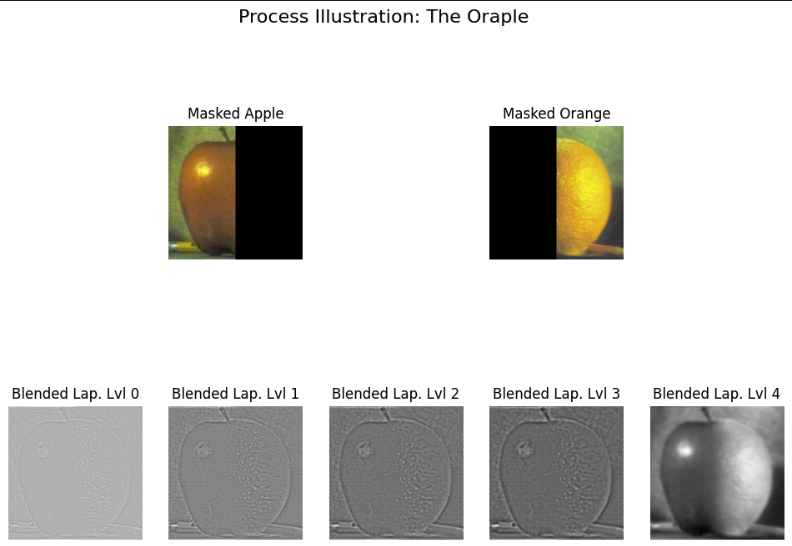 Process Illustration: The Oraple
Masked Apple
Masked Orange
Blended Lap. Lvl 0
Blended Lap. Lvl 1
Blended Lap. Lvl 2
Blended Lap. Lvl 3
Blended Lap. Lvl 4